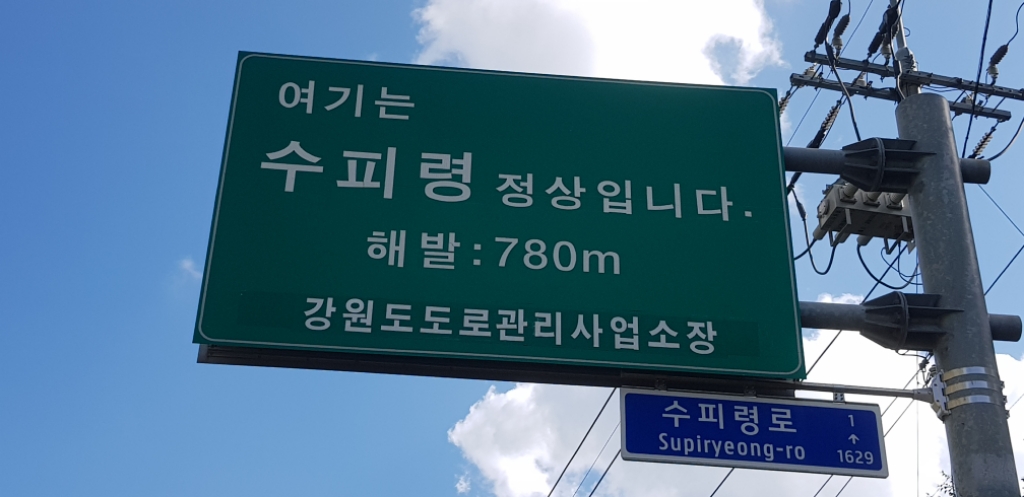 여기는
수피령 정상입니다.
해발 : 780m
강원도도로관리사업소장
수피령로
Supiryeong-ro
1
↑
1629